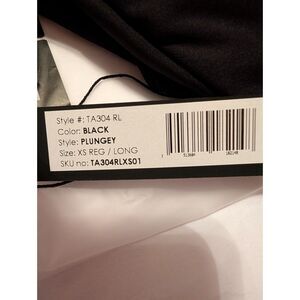 Style #: TA304 RL
Color: BLACK
Style: PLUNGEY
Size: XS REG / LONG
SKU no: TA304RLXS01